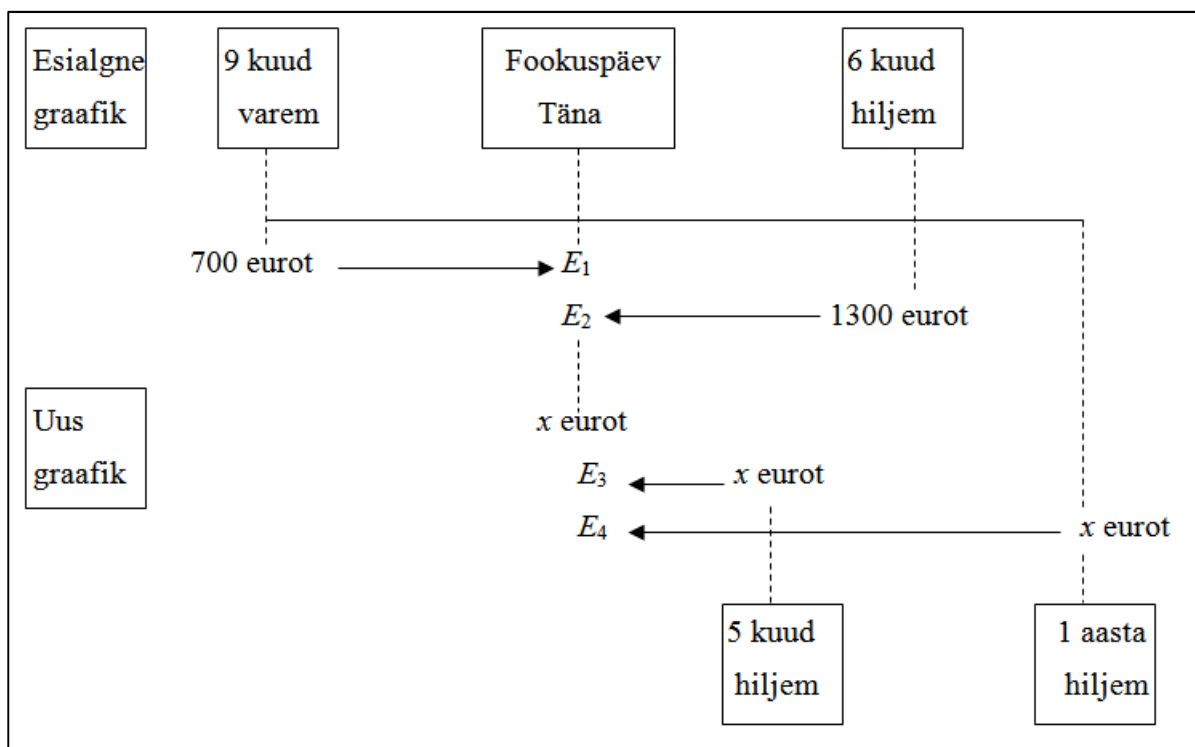 Esialgne graafik
9 kuud varem
Fookuspäev Täna
6 kuud hiljem
700 eurot
E₁
E₂
1300 eurot
Uus graafik
x eurot
E₃
x eurot
E₄
x eurot
5 kuud hiljem
1 aasta hiljem